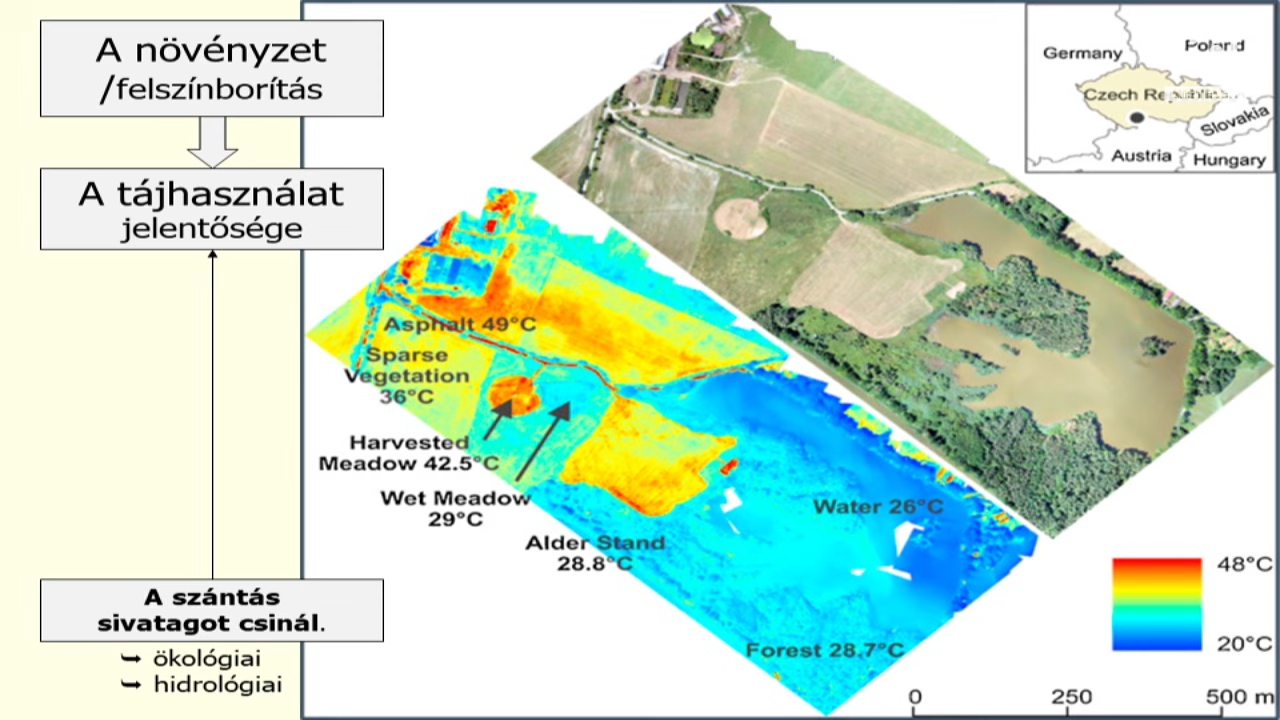 A növényzet
/felszínborítás
A tájhasználat
jelentősége
A szántás
sivatagot csinál.
➥ ökológiai
➥ hidrológiai
Germany
Poland
Czech Republic
Slovakia
Austria
Hungary
Asphalt 49°C
Sparse
Vegetation
36°C
Harvested
Meadow 42.5°C
Wet Meadow
29°C
Alder Stand
28.8°C
Water 26°C
Forest 28.7°C
48°C
20°C
0 250 500 m